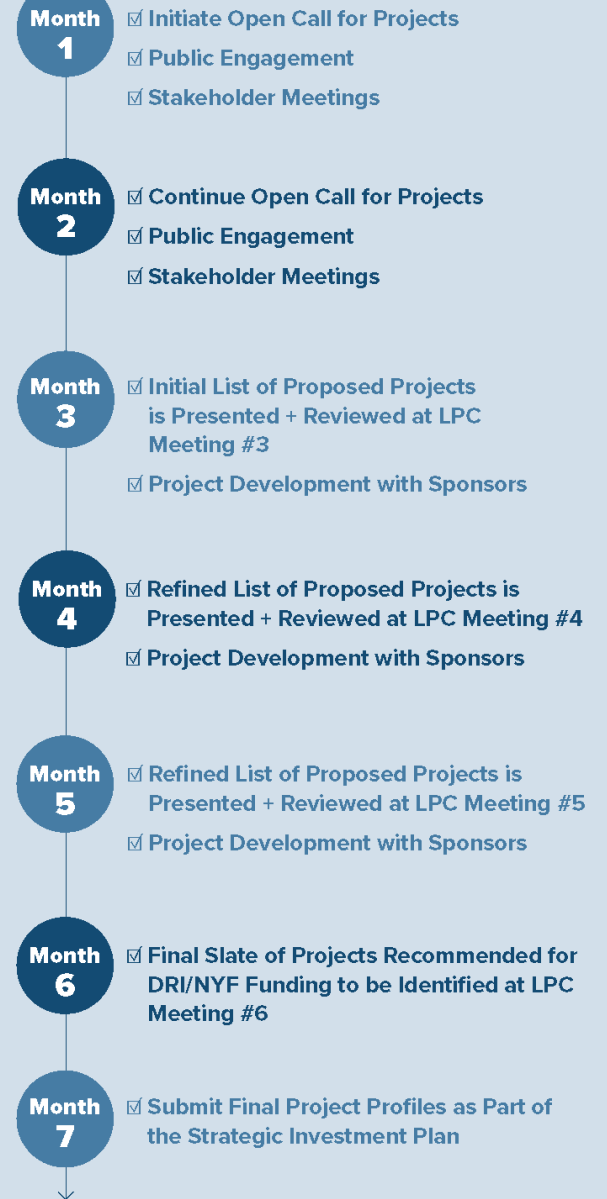 Month
1
☑ Initiate Open Call for Projects
☑ Public Engagement
☑ Stakeholder Meetings
Month
2
☑ Continue Open Call for Projects
☑ Public Engagement
☑ Stakeholder Meetings
Month
3
☑ Initial List of Proposed Projects
is Presented + Reviewed at LPC
Meeting #3
☑ Project Development with Sponsors
Month
4
☑ Refined List of Proposed Projects is
Presented + Reviewed at LPC Meeting #4
☑ Project Development with Sponsors
Month
5
☑ Refined List of Proposed Projects is
Presented + Reviewed at LPC Meeting #5
☑ Project Development with Sponsors
Month
6
☑ Final Slate of Projects Recommended for
DRI/NYF Funding to be Identified at LPC
Meeting #6
Month
7
☑ Submit Final Project Profiles as Part of
the Strategic Investment Plan